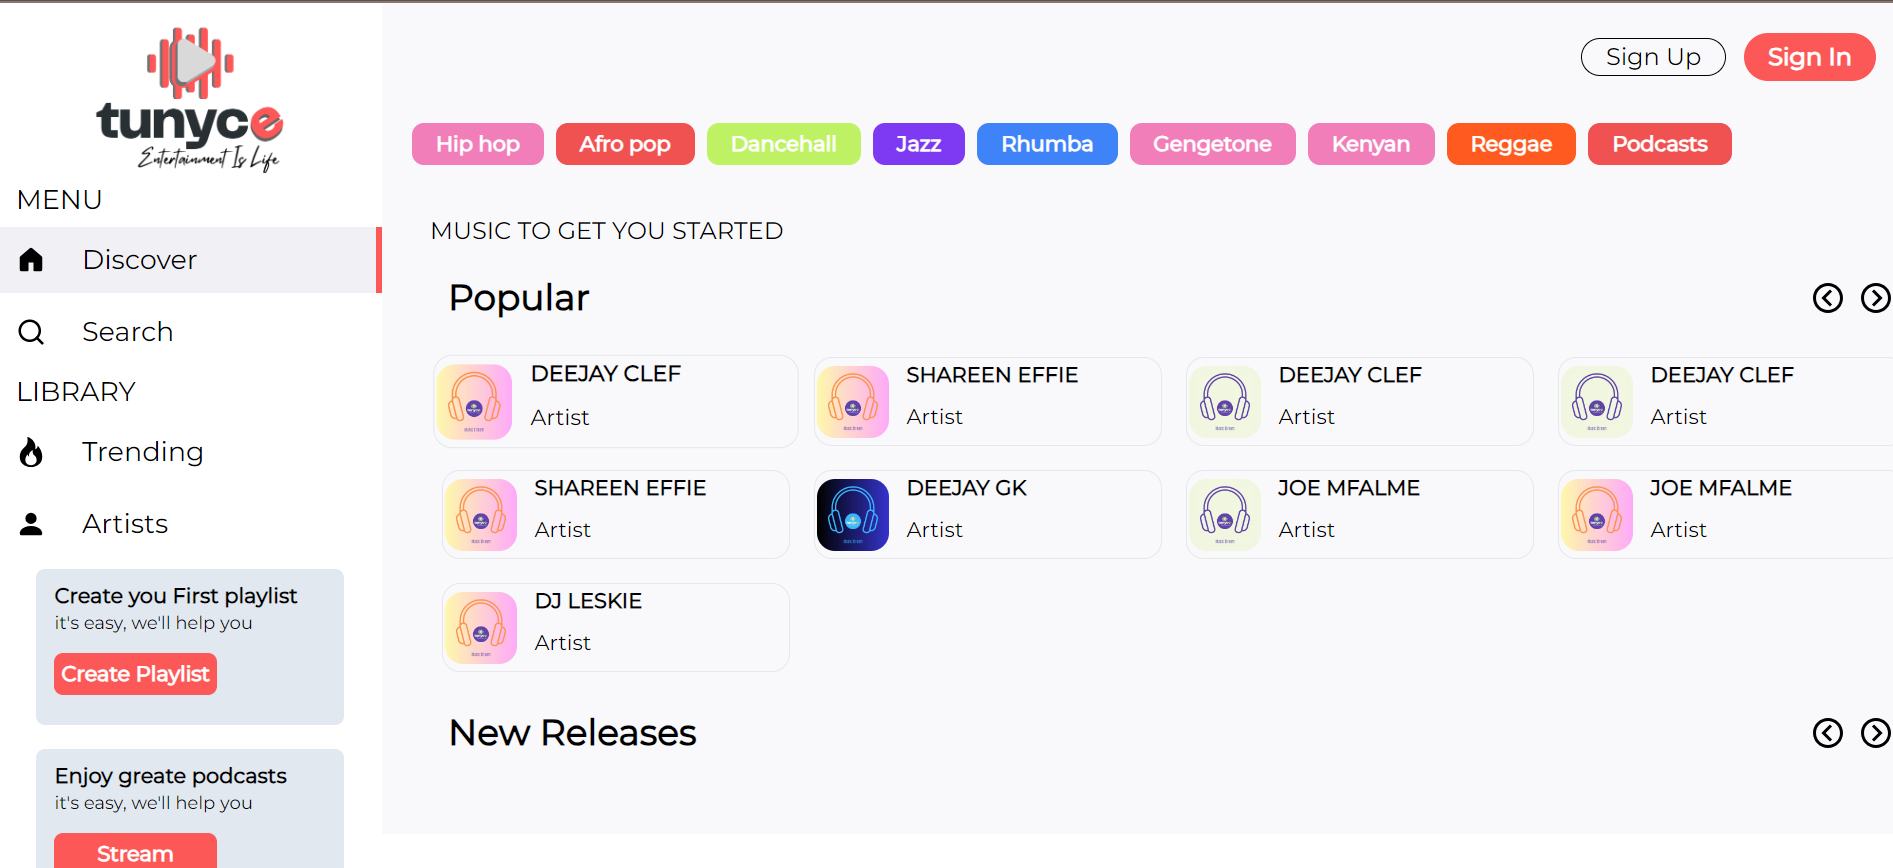 tunyce
Entertainment Is Life
MENU
Discover
Search
LIBRARY
Trending
Artists
Create you First playlist
it's easy, we'll help you
Create Playlist
Enjoy greate podcasts
it's easy, we'll help you
Stream
Sign Up
Sign In
Hip hop
Afro pop
Dancehall
Jazz
Rhumba
Gengetone
Kenyan
Reggae
Podcasts
MUSIC TO GET YOU STARTED
Popular
DEEJAY CLEF
Artist
SHAREEN EFFIE
Artist
DEEJAY CLEF
Artist
DEEJAY CLEF
Artist
SHAREEN EFFIE
Artist
DEEJAY GK
Artist
JOE MFALME
Artist
JOE MFALME
Artist
DJ LESKIE
Artist
New Releases